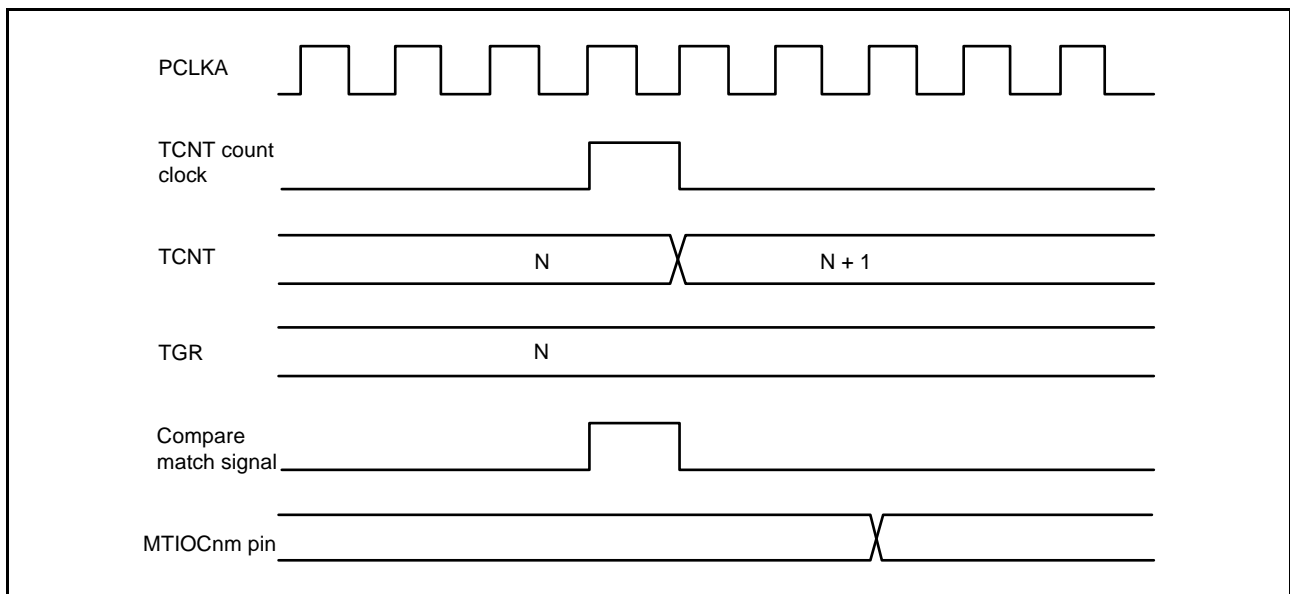 PCLKA
TCNT count
clock
TCNT
N
N + 1
TGR
N
Compare
match signal
MTIOCnm pin